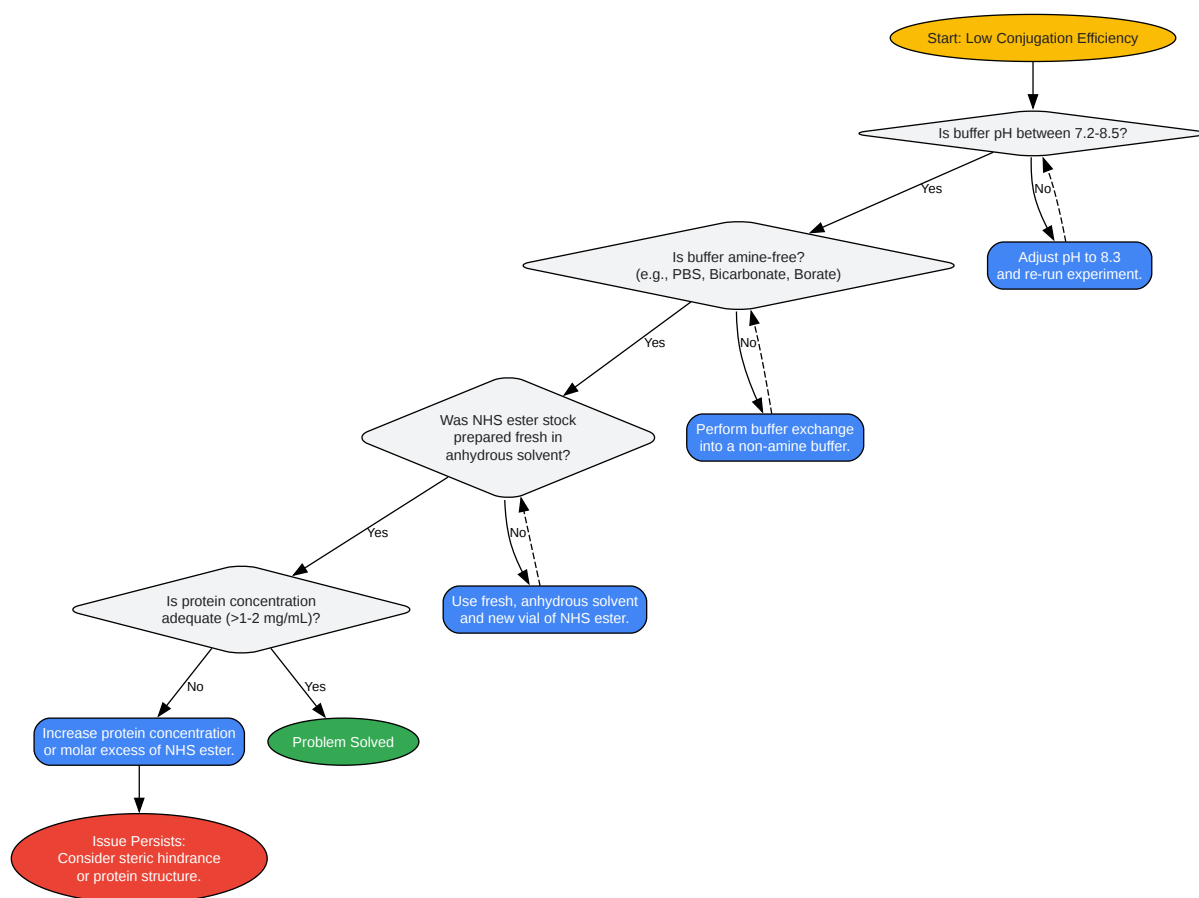 Start: Low Conjugation Efficiency
Is buffer pH between 7.2-8.5?
Yes
No
Is buffer amine-free?
(e.g., PBS, Bicarbonate, Borate)
Adjust pH to 8.3
and re-run experiment.
Yes
No
Was NHS ester stock
prepared fresh in
anhydrous solvent?
Perform buffer exchange
into a non-amine buffer.
Yes
No
Is protein concentration
adequate (>1-2 mg/mL)?
Use fresh, anhydrous solvent
and new vial of NHS ester.
No
Yes
Increase protein concentration
or molar excess of NHS ester.
Problem Solved
Issue Persists:
Consider steric hindrance
or protein structure.